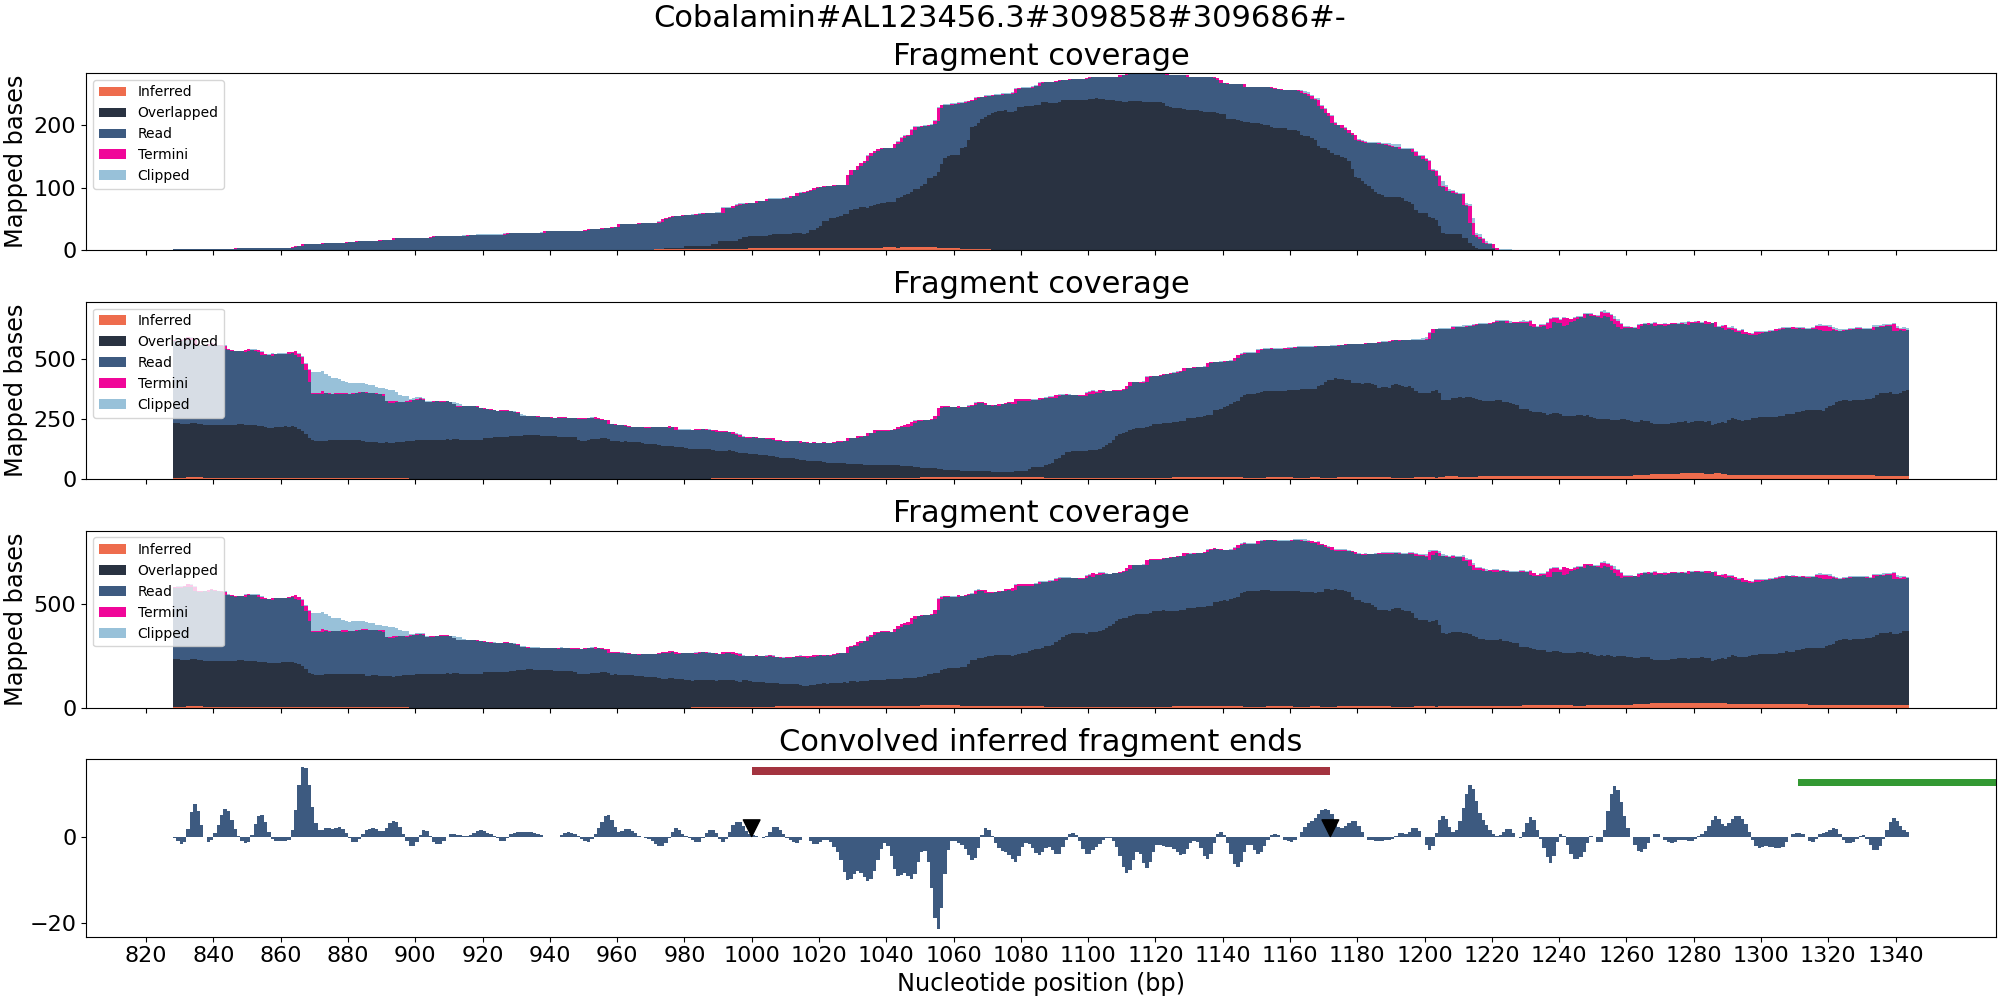 Cobalamin#AL123456.3#309858#309686#-
Fragment coverage
Mapped bases
200
100
0
Inferred
Overlapped
Read
Termini
Clipped
Fragment coverage
Mapped bases
500
250
0
Inferred
Overlapped
Read
Termini
Clipped
Fragment coverage
Mapped bases
500
0
Inferred
Overlapped
Read
Termini
Clipped
Convolved inferred fragment ends
0
−20
820 840 860 880 900 920 940 960 980 1000 1020 1040 1060 1080 1100 1120 1140 1160 1180 1200 1220 1240 1260 1280 1300 1320 1340
Nucleotide position (bp)